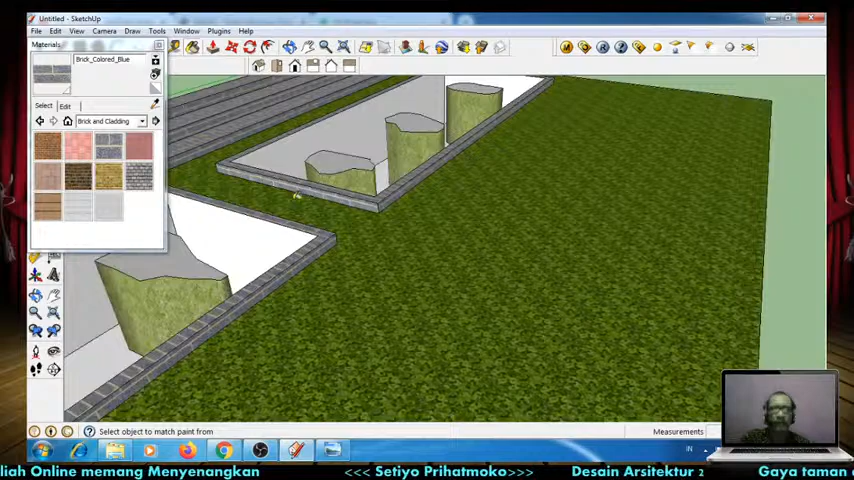 Untitled - SketchUp
File Edit View Camera Draw Tools Window Plugins Help
Materials
Brick_Colored_Blue
Select Edit
Brick and Cladding
Select object to match paint from
Measurements
IN
liah Online memang Menyenangkan <<< Setiyo Prihatmoko>>> Desain Arsitektur 2 Gaya taman